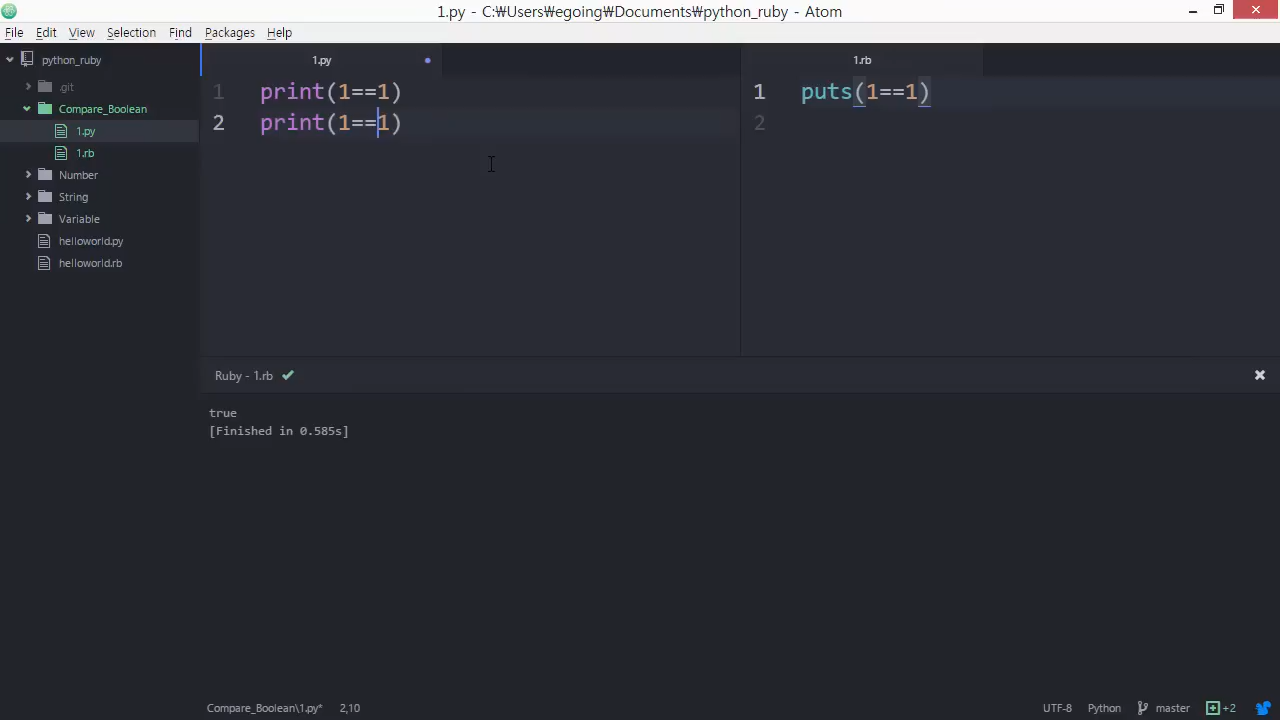 1.py - C:₩Users₩egoing₩Documents₩python_ruby - Atom
File Edit View Selection Find Packages Help
python_ruby
.git
Compare_Boolean
1.py
1.rb
Number
String
Variable
helloworld.py
helloworld.rb
1.py
1 print(1==1)
2 print(1==1)
1.rb
1 puts(1==1)
2
Ruby - 1.rb
true
[Finished in 0.585s]
Compare_Boolean\1.py* 2,10 UTF-8 Python master +2